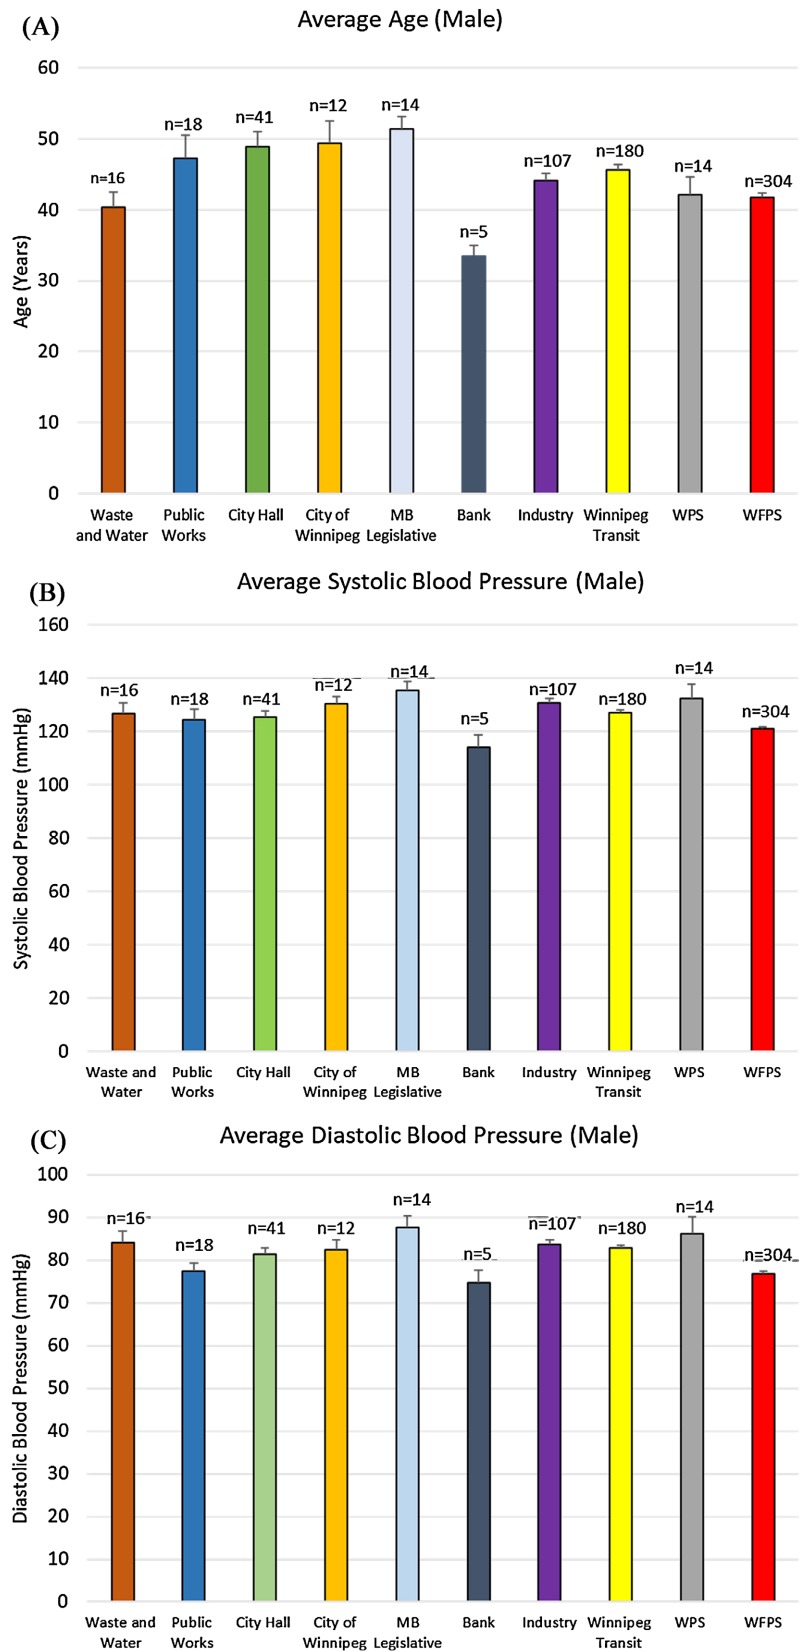 (A)
Average Age (Male)
60
50
40
30
20
10
0
Age (Years)
n=16
n=18
n=41
n=12
n=14
n=5
n=107
n=180
n=14
n=304
Waste
and Water
Public
Works
City Hall
City of
Winnipeg
MB
Legislative
Bank
Industry
Winnipeg
Transit
WPS
WFPS
(B)
Average Systolic Blood Pressure (Male)
160
140
120
100
80
60
40
20
0
Systolic Blood Pressure (mmHg)
n=16
n=18
n=41
n=12
n=14
n=5
n=107
n=180
n=14
n=304
Waste and
Water
Public
Works
City Hall
City of
Winnipeg
MB
Legislative
Bank
Industry
Winnipeg
Transit
WPS
WFPS
(C)
Average Diastolic Blood Pressure (Male)
100
90
80
70
60
50
40
30
20
10
0
Diastolic Blood Pressure (mmHg)
n=16
n=18
n=41
n=12
n=14
n=5
n=107
n=180
n=14
n=304
Waste and
Water
Public
Works
City Hall
City of
Winnipeg
MB
Legislative
Bank
Industry
Winnipeg
Transit
WPS
WFPS